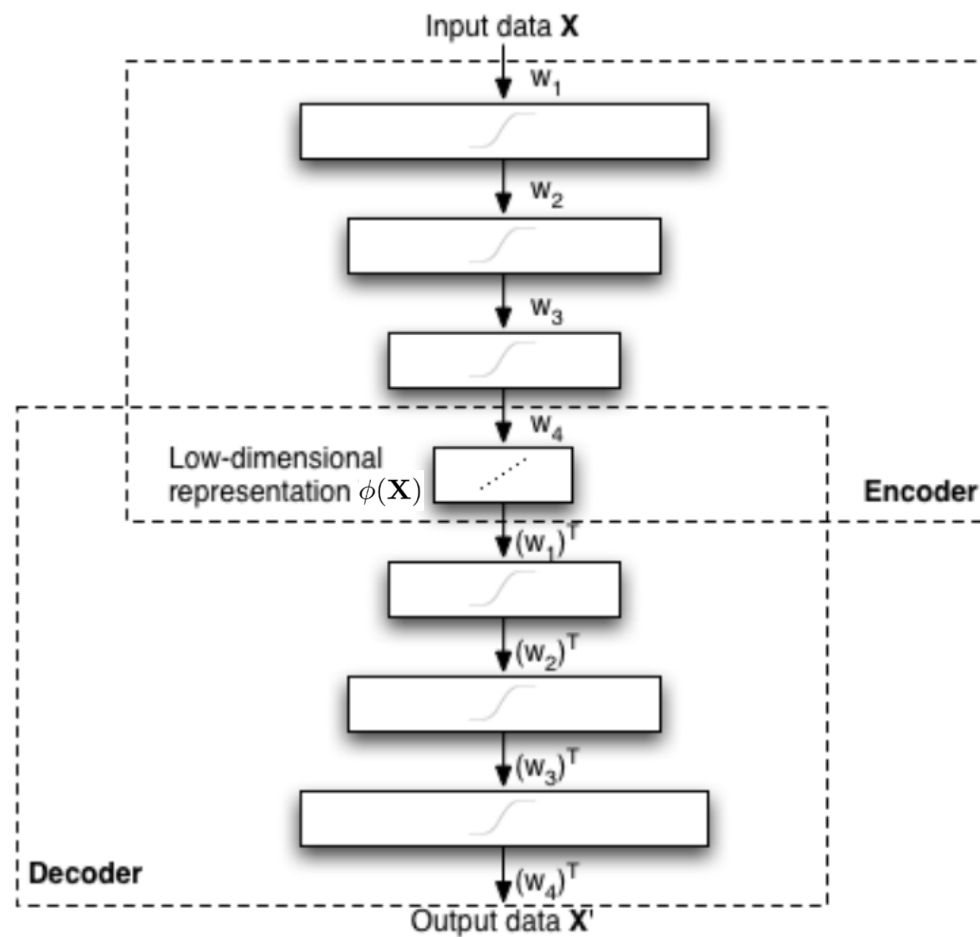 Input data X
w₁
w₂
w₃
w₄
Low-dimensional
representation ϕ(X)
Encoder
(w₁)ᵀ
(w₂)ᵀ
(w₃)ᵀ
Decoder
(w₄)ᵀ
Output data X'